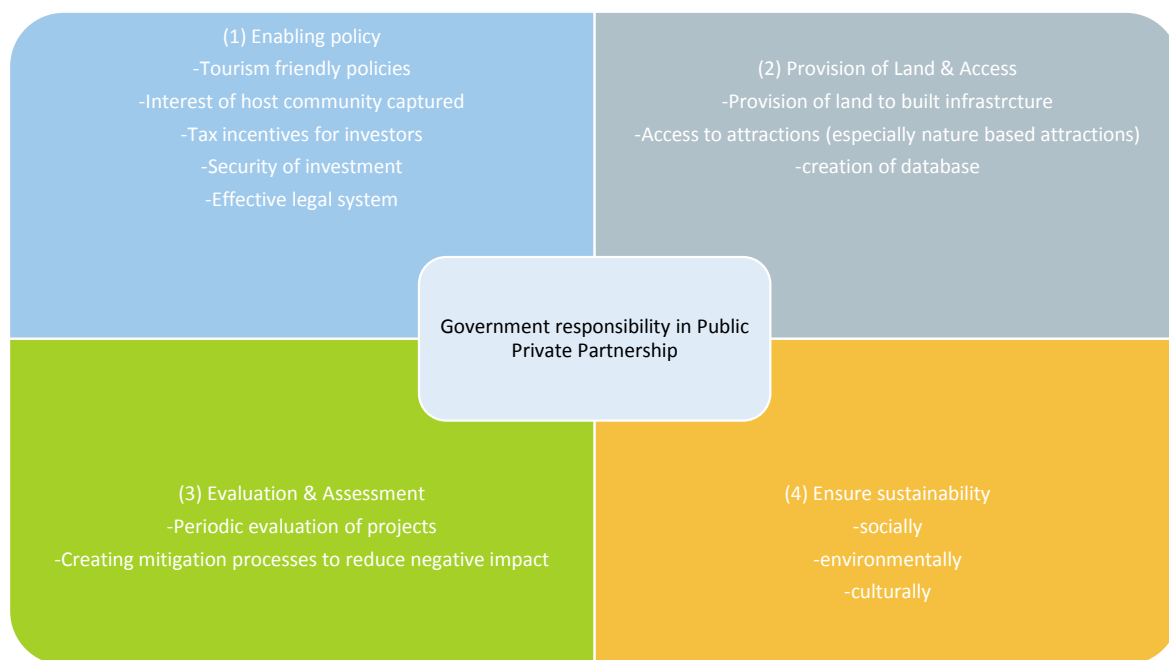 (1) Enabling policy
-Tourism friendly policies
-Interest of host community captured
-Tax incentives for investors
-Security of investment
-Effective legal system
(2) Provision of Land & Access
-Provision of land to built infrastrcture
-Access to attractions (especially nature based attractions)
-creation of database
Government responsibility in Public
Private Partnership
(3) Evaluation & Assessment
-Periodic evaluation of projects
-Creating mitigation processes to reduce negative impact
(4) Ensure sustainability
-socially
-environmentally
-culturally